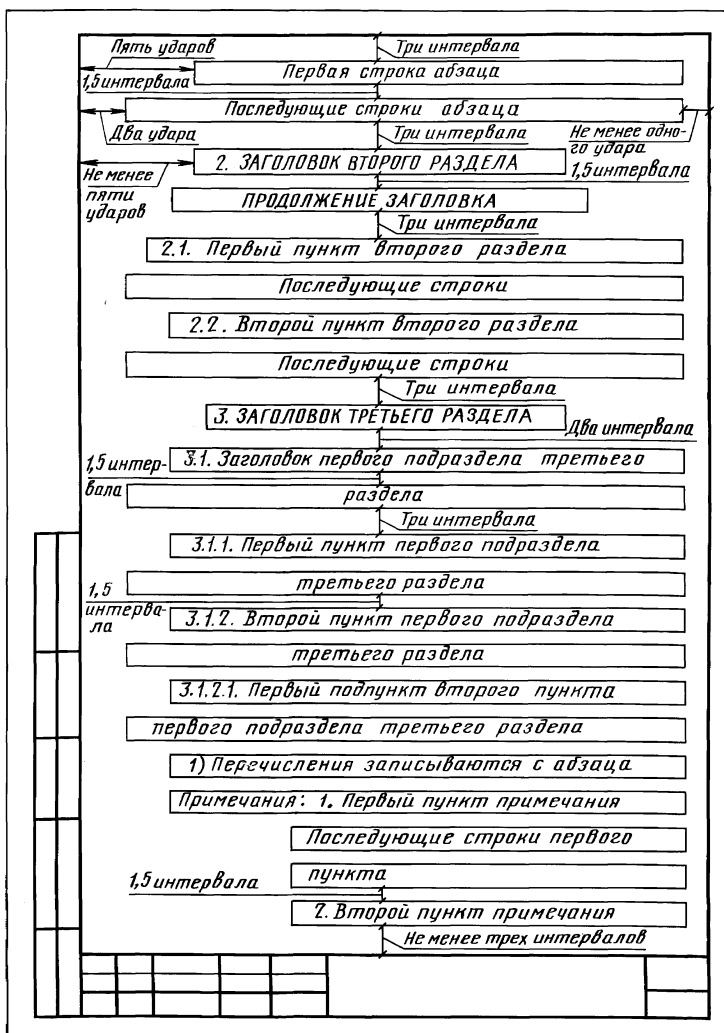 Пять ударов
Три интервала
Первая строка абзаца
1,5 интервала
Последующие строки абзаца
Два удара
Три интервала
Не менее одно-
го удара
2. ЗАГОЛОВОК ВТОРОГО РАЗДЕЛА
Не менее
пяти
ударов
1,5 интервала
ПРОДОЛЖЕНИЕ ЗАГОЛОВКА
Три интервала
2.1. Первый пункт второго раздела
Последующие строки
2.2. Второй пункт второго раздела
Последующие строки
Три интервала
3. ЗАГОЛОВОК ТРЕТЬЕГО РАЗДЕЛА
Два интервала
1,5 интер-
вала
3.1. Заголовок первого подраздела третьего
раздела
Три интервала
3.1.1. Первый пункт первого подраздела
третьего раздела
1,5
интерва-
ла
3.1.2. Второй пункт первого подраздела
третьего раздела
3.1.2.1. Первый подпункт второго пункта
первого подраздела третьего раздела
1) Перечисления записываются с абзаца
Примечания: 1. Первый пункт примечания
Последующие строки первого
пункта
1,5 интервала
2. Второй пункт примечания
Не менее трех интервалов